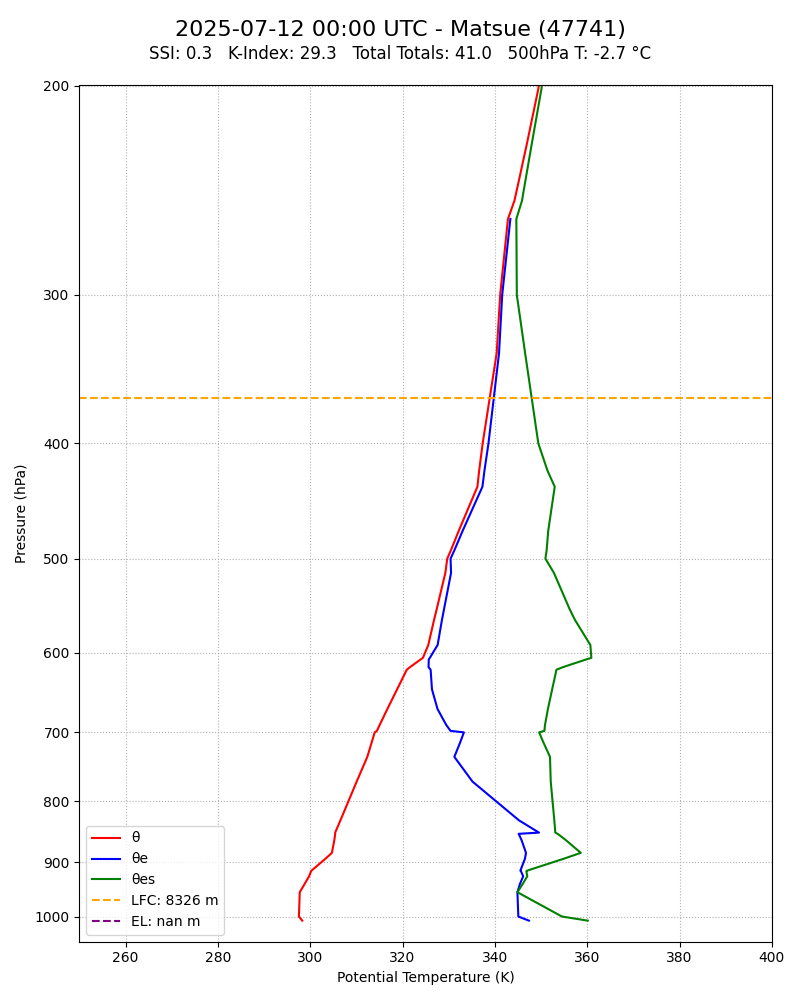 2025-07-12 00:00 UTC - Matsue (47741)
SSI: 0.3   K-Index: 29.3   Total Totals: 41.0   500hPa T: -2.7 °C
200
300
400
500
600
700
800
900
1000
Pressure (hPa)
θ
θe
θes
LFC: 8326 m
EL: nan m
260 280 300 320 340 360 380 400
Potential Temperature (K)